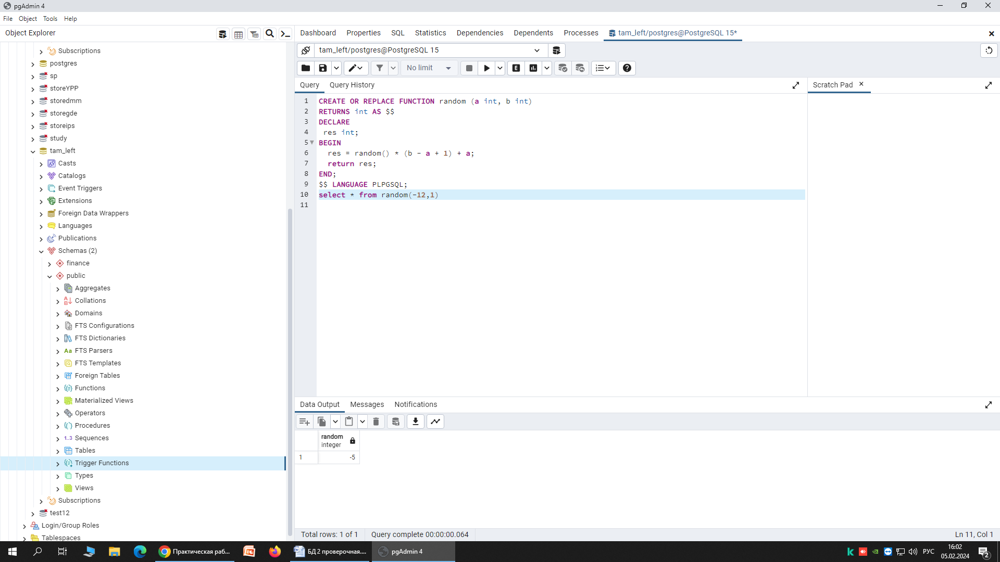 pgAdmin 4
File Object Tools Help
Object Explorer
Dashboard Properties SQL Statistics Dependencies Dependents Processes tam_left/postgres@PostgreSQL 15*
tam_left/postgres@PostgreSQL 15
No limit
Query Query History
Scratch Pad
Subscriptions
postgres
sp
storeYPP
storedmm
storegde
storeips
study
tam_left
Casts
Catalogs
Event Triggers
Extensions
Foreign Data Wrappers
Languages
Publications
Schemas (2)
finance
public
Aggregates
Collations
Domains
FTS Configurations
FTS Dictionaries
Aa FTS Parsers
FTS Templates
Foreign Tables
Functions
Materialized Views
Operators
Procedures
1..3 Sequences
Tables
Trigger Functions
Types
Views
Subscriptions
test12
Login/Group Roles
Tablespaces
1 CREATE OR REPLACE FUNCTION random (a int, b int)
2 RETURNS int AS $$
3 DECLARE
4 res int;
5 BEGIN
6 res = random() * (b - a + 1) + a;
7 return res;
8 END;
9 $$ LANGUAGE PLPGSQL;
10 select * from random(-12,1)
11
Data Output Messages Notifications
random
integer
1 -5
Total rows: 1 of 1 Query complete 00:00:00.064 Ln 11, Col 1
Практическая раб... БД 2 проверочная.... pgAdmin 4
РУС
16:02
05.02.2024
2